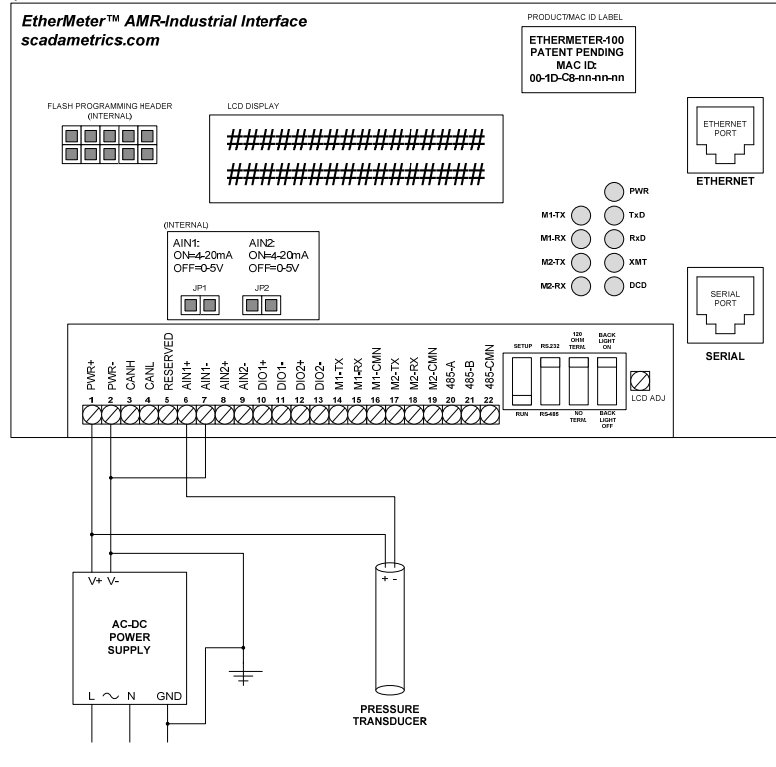 EtherMeter™ AMR-Industrial Interface
scadametrics.com
PRODUCT/MAC ID LABEL
ETHERMETER-100
PATENT PENDING
MAC ID:
00-1D-C8-nn-nn-nn
FLASH PROGRAMMING HEADER
(INTERNAL)
LCD DISPLAY
####################
####################
ETHERNET
PORT
ETHERNET
PWR
M1-TX
TxD
M1-RX
RxD
M2-TX
XMT
M2-RX
DCD
(INTERNAL)
AIN1:
ON=4-20mA
OFF=0-5V
JP1
AIN2:
ON=4-20mA
OFF=0-5V
JP2
SERIAL
PORT
SERIAL
PWR+
PWR-
CANH
CANL
RESERVED
AIN1+
AIN1-
AIN2+
AIN2-
DIO1+
DIO1-
DIO2+
DIO2-
M1-TX
M1-RX
M1-CMN
M2-TX
M2-RX
M2-CMN
485-A
485-B
485-CMN
1 2 3 4 5 6 7 8 9 10 11 12 13 14 15 16 17 18 19 20 21 22
SETUP
RS232
120
OHM
TERM.
BACK
LIGHT
ON
RUN
RS485
NO
TERM.
BACK
LIGHT
OFF
LCD ADJ
V+ V-
AC-DC
POWER
SUPPLY
L N GND
+ -
PRESSURE
TRANSDUCER